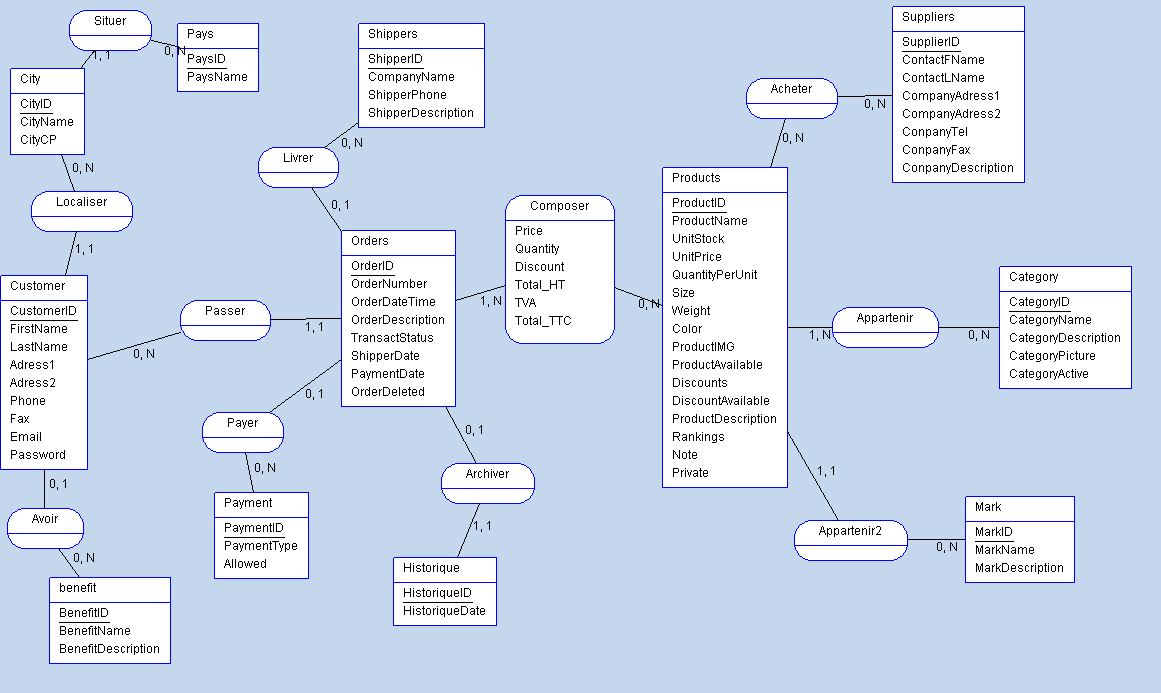 Situer
1, 1
0, N
Pays
PaysID
PaysName
City
CityID
CityName
CityCP
0, N
Localiser
1, 1
Customer
CustomerID
FirstName
LastName
Adress1
Adress2
Phone
Fax
Email
Password
0, 1
Avoir
0, N
benefit
BenefitID
BenefitName
BenefitDescription
Passer
0, N
1, 1
Shippers
ShipperID
CompanyName
ShipperPhone
ShipperDescription
0, N
Livrer
0, 1
Orders
OrderID
OrderNumber
OrderDateTime
OrderDescription
TransactStatus
ShipperDate
PaymentDate
OrderDeleted
0, 1
Payer
0, N
Payment
PaymentID
PaymentType
Allowed
0, 1
Archiver
1, 1
Historique
HistoriqueID
HistoriqueDate
1, N
Composer
Price
Quantity
Discount
Total_HT
TVA
Total_TTC
0, N
Products
ProductID
ProductName
UnitStock
UnitPrice
QuantityPerUnit
Size
Weight
Color
ProductIMG
ProductAvailable
Discounts
DiscountAvailable
ProductDescription
Rankings
Note
Private
0, N
Acheter
0, N
Suppliers
SupplierID
ContactFName
ContactLName
CompanyAdress1
CompanyAdress2
ConpanyTel
ConpanyFax
ConpanyDescription
1, N
Appartenir
0, N
Category
CategoryID
CategoryName
CategoryDescription
CategoryPicture
CategoryActive
1, 1
Appartenir2
0, N
Mark
MarkID
MarkName
MarkDescription